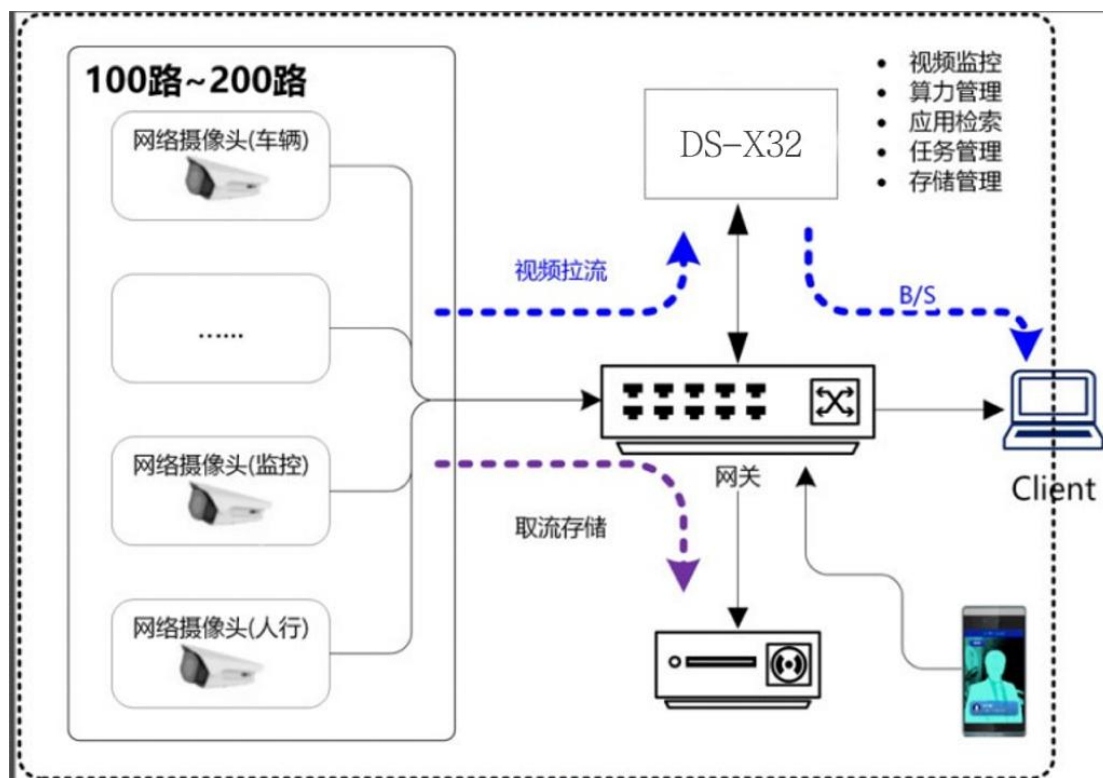 100路~200路
网络摄像头(车辆)
……
网络摄像头(监控)
网络摄像头(人行)
视频拉流
取流存储
DS-X32
• 视频监控
• 算力管理
• 应用检索
• 任务管理
• 存储管理
B/S
网关
Client